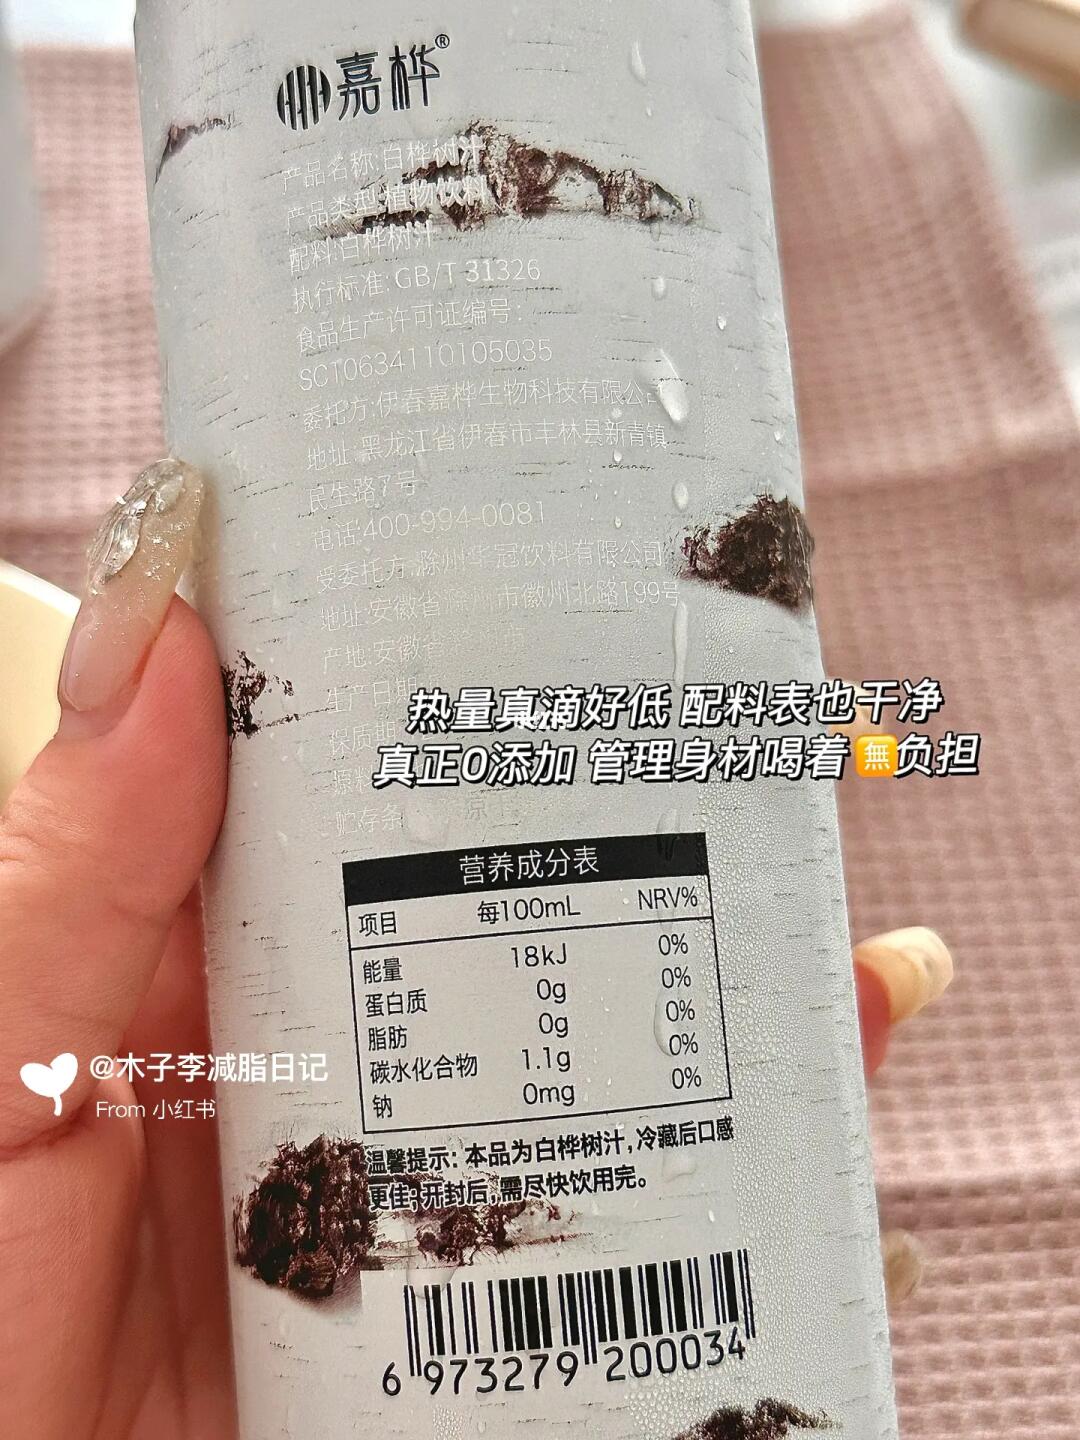 嘉桦®
产品名称:白桦树汁
产品类型:植物饮料
配料:白桦树汁
执行标准: GB/T 31326
食品生产许可证编号:
SCT0634110105035
委托方:伊春嘉桦生物科技有限公司
地址:黑龙江省伊春市丰林县新青镇
民生路7号
电话:400-994-0081
受委托方:滁州华冠饮料有限公司
地址:安徽省滁州市徽州北路199号
产地:安徽省
生产日期
保质期
贮存条
热量真滴好低 配料表也干净
真正0添加 管理身材喝着🈚负担
营养成分表
项目 每100mL NRV%
能量 18kJ 0%
蛋白质 0g 0%
脂肪 0g 0%
碳水化合物 1.1g 0%
钠 0mg 0%
温馨提示: 本品为白桦树汁,冷藏后口感
更佳;开封后,需尽快饮用完。
6 973279 200034
@木子李减脂日记
From 小红书